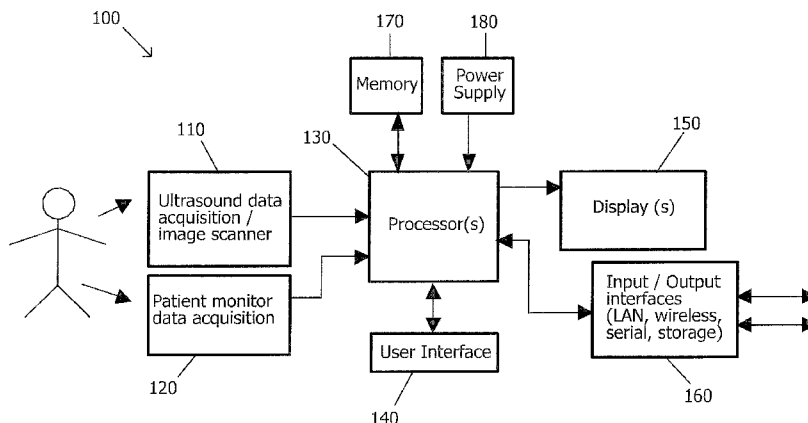 100
170
180
Memory
Power
Supply
110
130
150
Ultrasound data
acquisition /
image scanner
Processor(s)
Display (s)
Patient monitor
data acquisition
Input / Output
interfaces
(LAN, wireless,
serial, storage)
User Interface
120
140
160